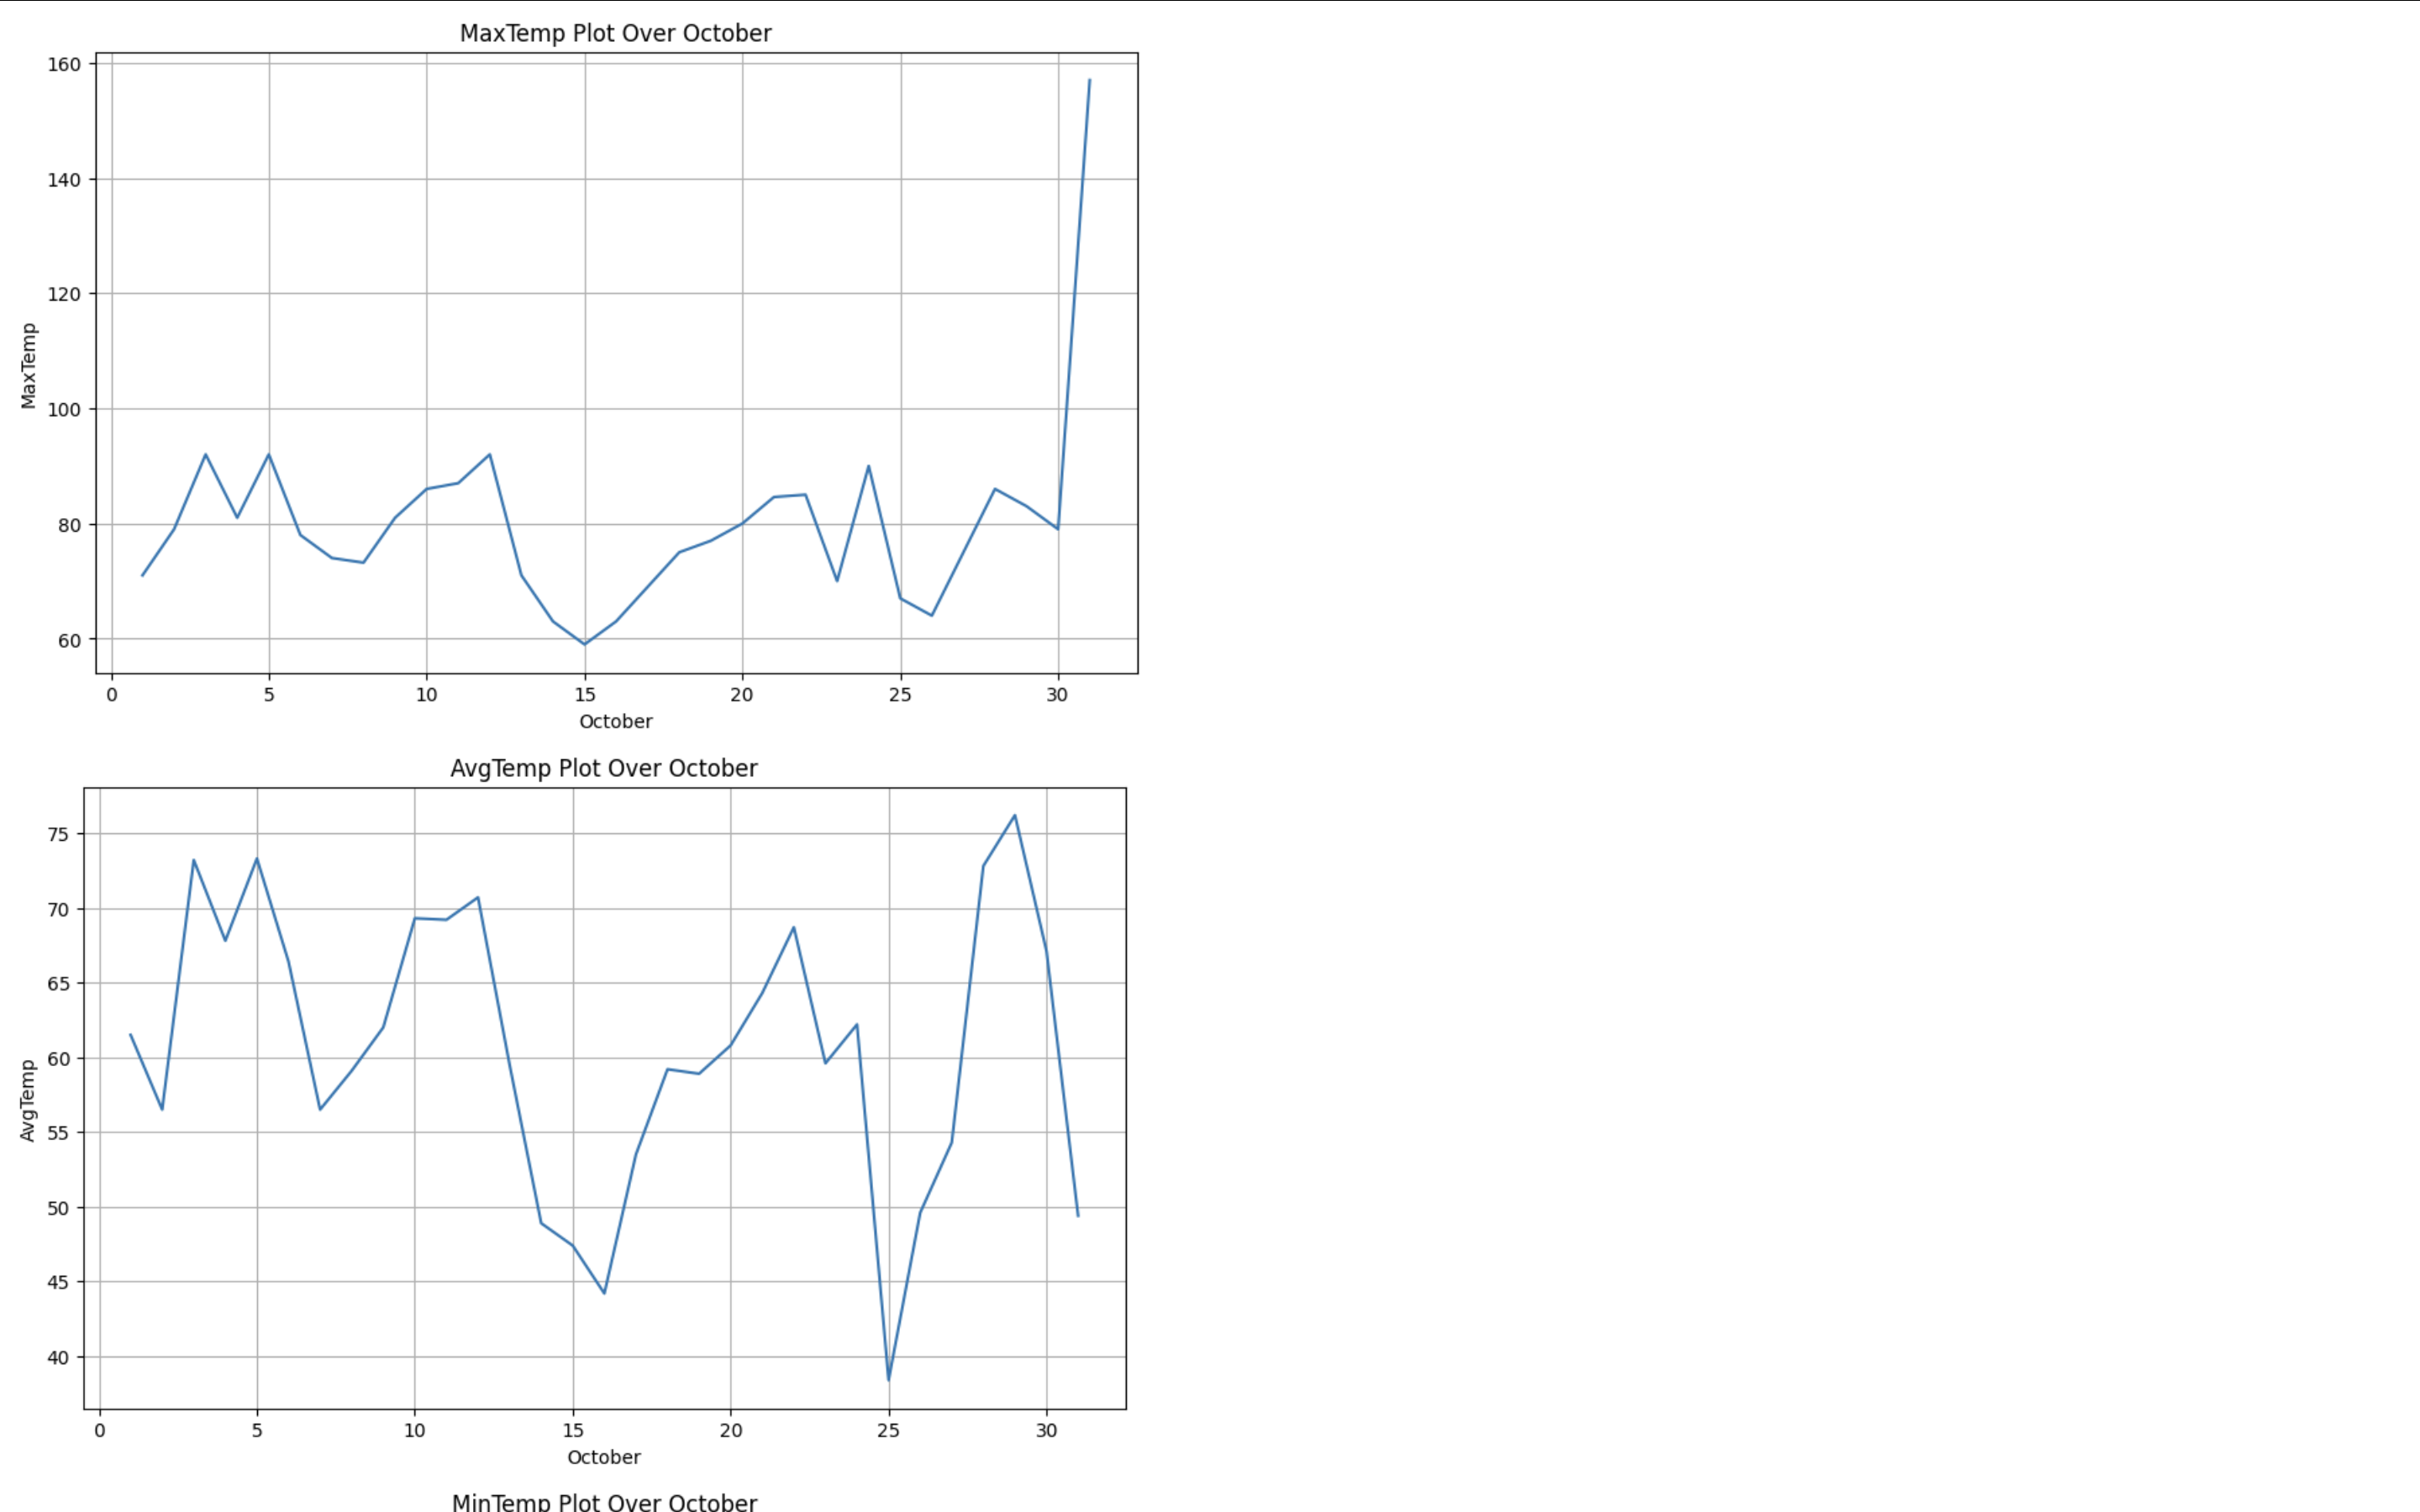 MaxTemp Plot Over October
160
140
120
100
80
60
MaxTemp
0 5 10 15 20 25 30
October
AvgTemp Plot Over October
75
70
65
60
55
50
45
40
AvgTemp
0 5 10 15 20 25 30
October
MinTemp Plot Over October